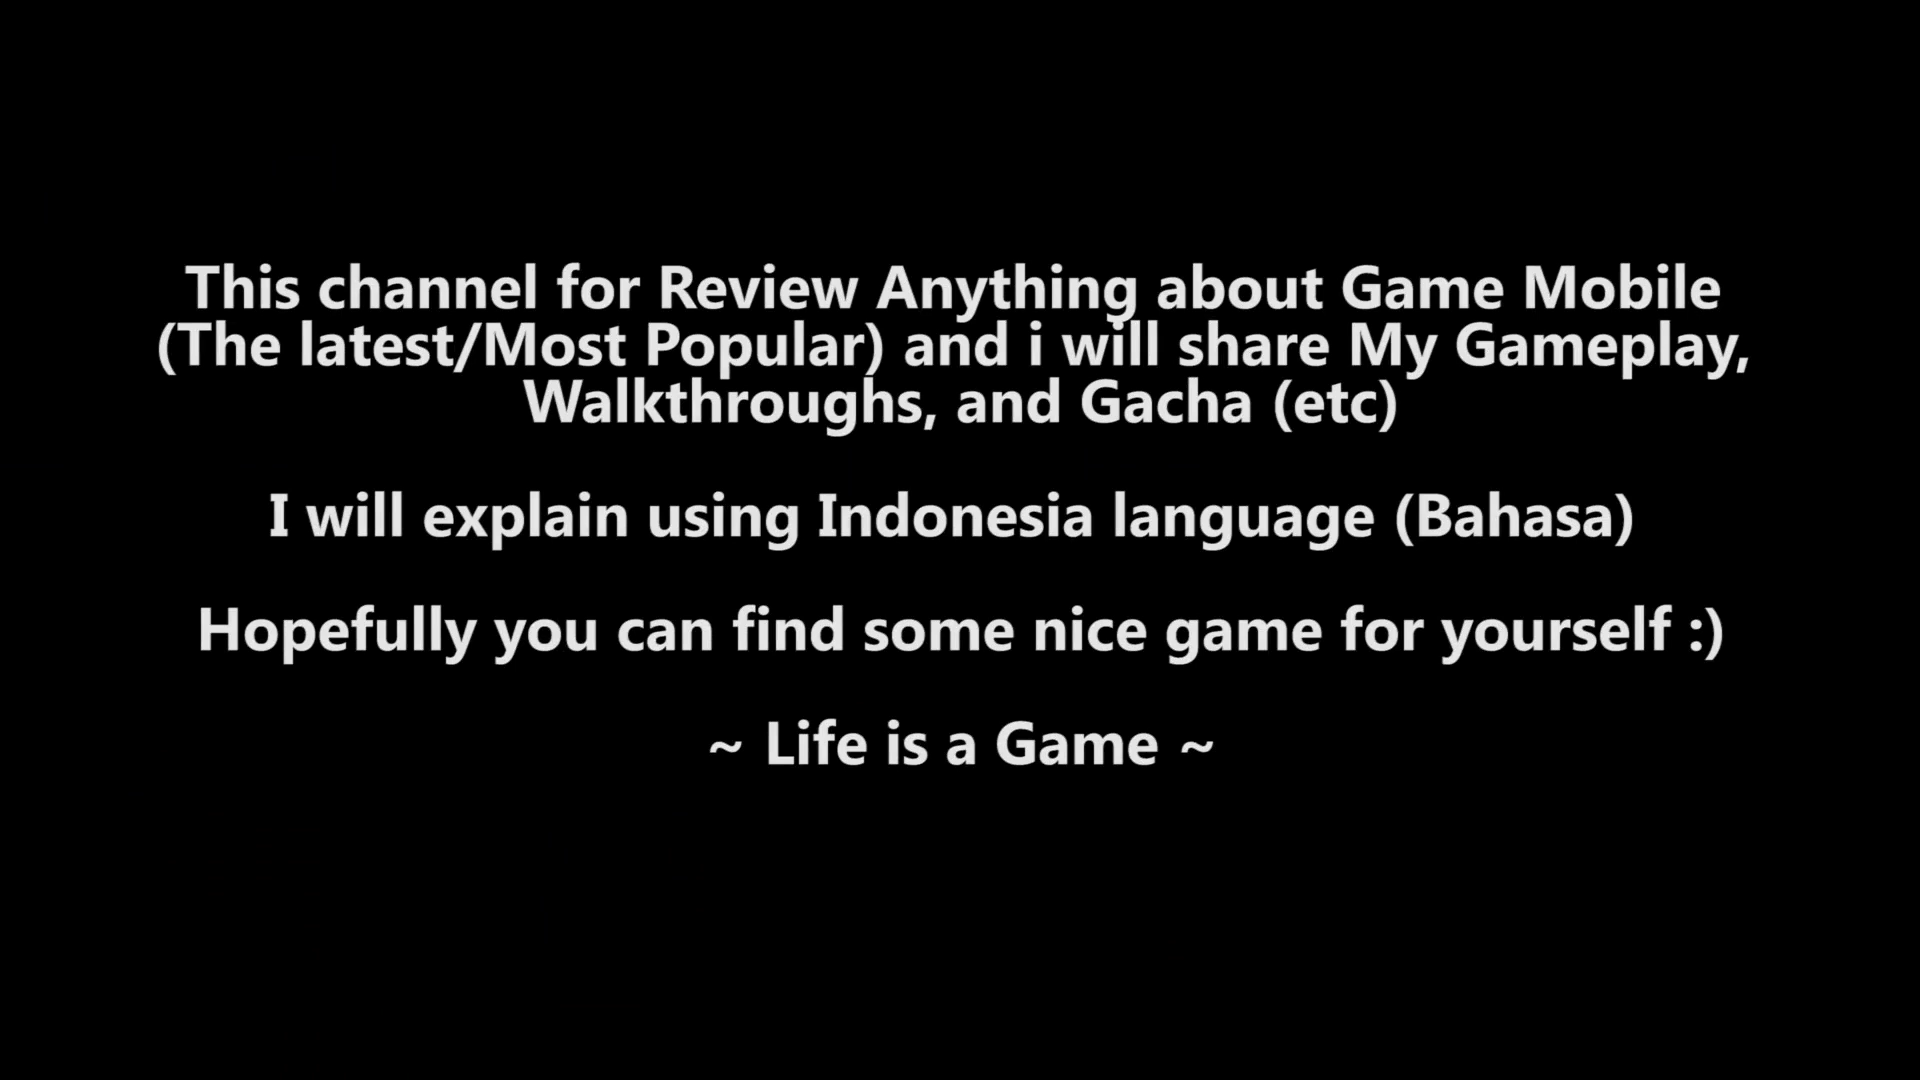 This channel for Review Anything about Game Mobile
(The latest/Most Popular) and i will share My Gameplay,
Walkthroughs, and Gacha (etc)
I will explain using Indonesia language (Bahasa)
Hopefully you can find some nice game for yourself :)
~ Life is a Game ~